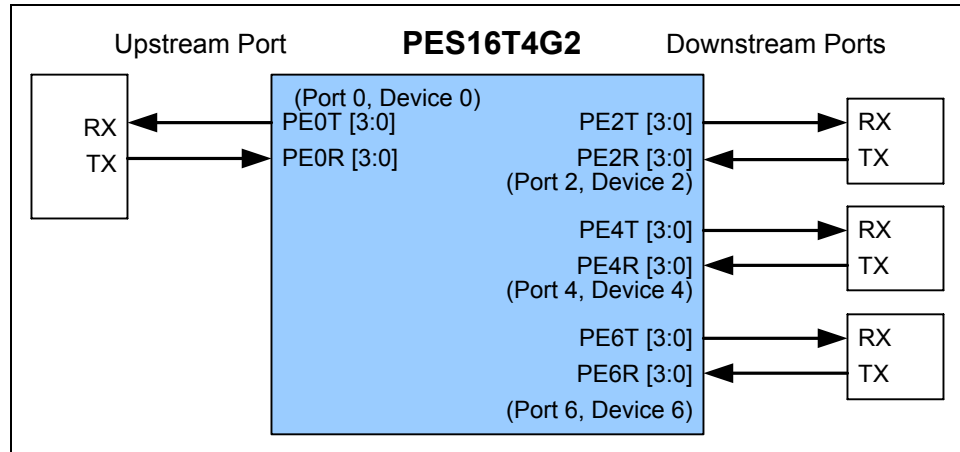 Upstream Port
PES16T4G2
Downstream Ports
(Port 0, Device 0)
RX
PE0T [3:0]
TX
PE0R [3:0]
PE2T [3:0]
RX
PE2R [3:0]
TX
(Port 2, Device 2)
PE4T [3:0]
RX
PE4R [3:0]
TX
(Port 4, Device 4)
PE6T [3:0]
RX
PE6R [3:0]
TX
(Port 6, Device 6)